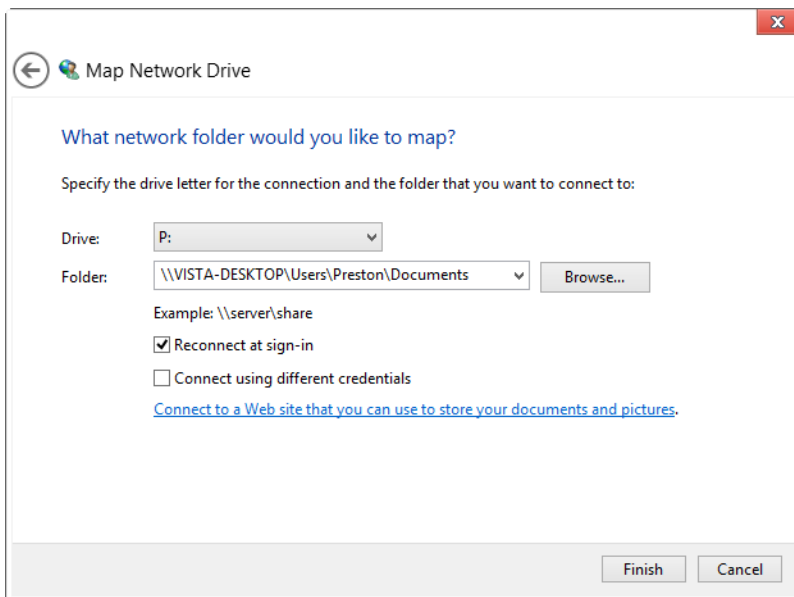 x
Map Network Drive
What network folder would you like to map?
Specify the drive letter for the connection and the folder that you want to connect to:
Drive: P:
Folder: \\VISTA-DESKTOP\Users\Preston\Documents Browse...
Example: \\server\share
Reconnect at sign-in
Connect using different credentials
Connect to a Web site that you can use to store your documents and pictures.
Finish Cancel